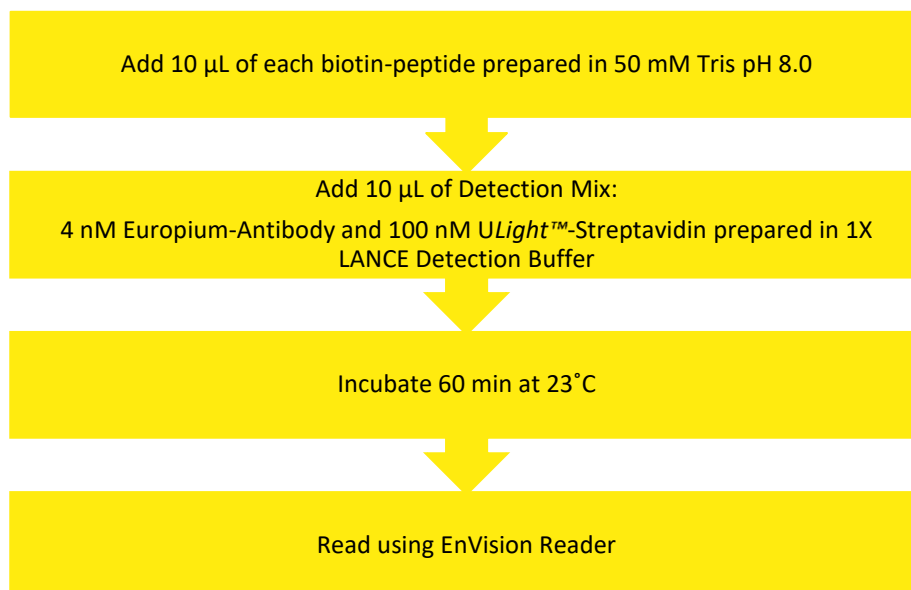 Add 10 µL of each biotin-peptide prepared in 50 mM Tris pH 8.0
Add 10 µL of Detection Mix:
4 nM Europium-Antibody and 100 nM ULight™-Streptavidin prepared in 1X
LANCE Detection Buffer
Incubate 60 min at 23˚C
Read using EnVision Reader